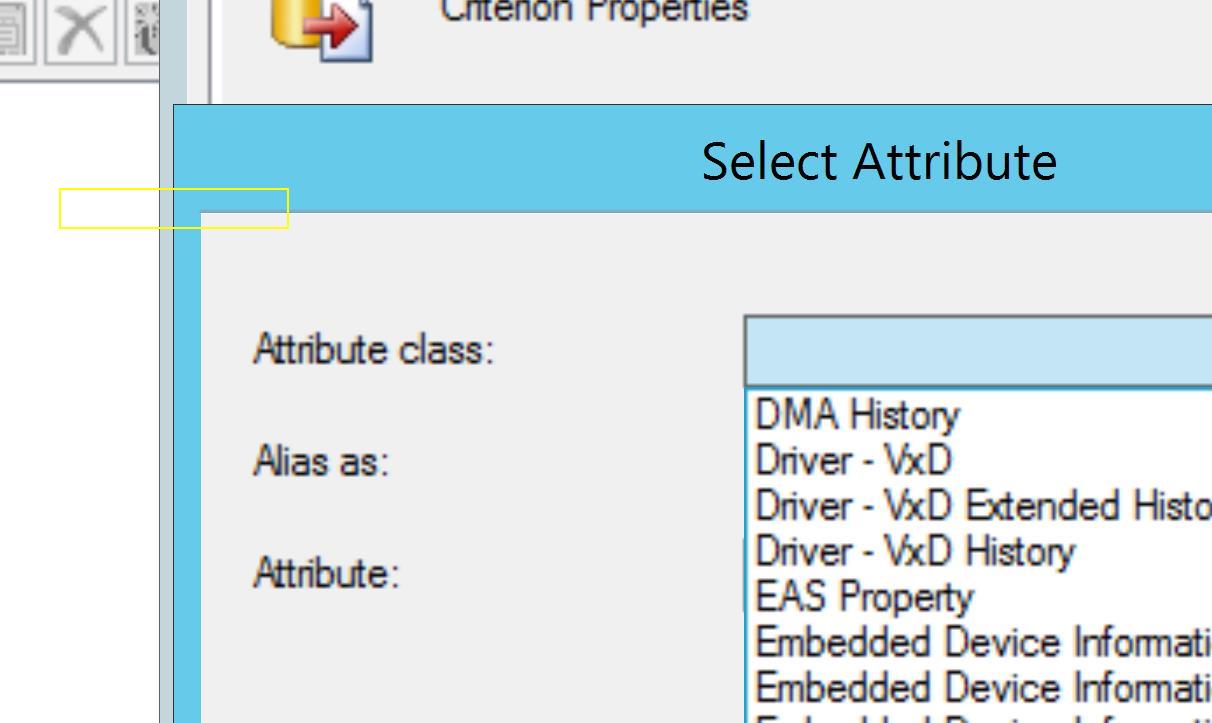 Criterion Properties
Select Attribute
Attribute class:
DMA History
Driver - VxD
Alias as:
Driver - VxD Extended Histo
Driver - VxD History
Attribute:
EAS Property
Embedded Device Informati
Embedded Device Informati